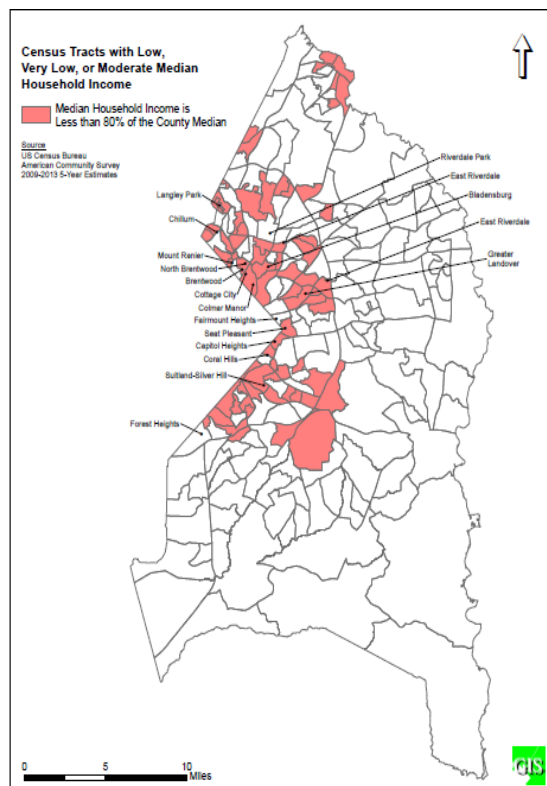 Census Tracts with Low,
Very Low, or Moderate Median
Household Income
Median Household Income is
Less than 80% of the County Median
Source
US Census Bureau
American Community Survey
2009-2013 5-Year Estimates
Riverdale Park
East Riverdale
Bladensburg
Langley Park
East Riverdale
Chillum
Greater
Landover
Mount Ranier
North Brentwood
Brentwood
Cottage City
Colmar Manor
Fairmount Heights
Seat Pleasant
Capitol Heights
Coral Hills
Suitland-Silver Hill
Forest Heights
0 5 10
Miles
GIS